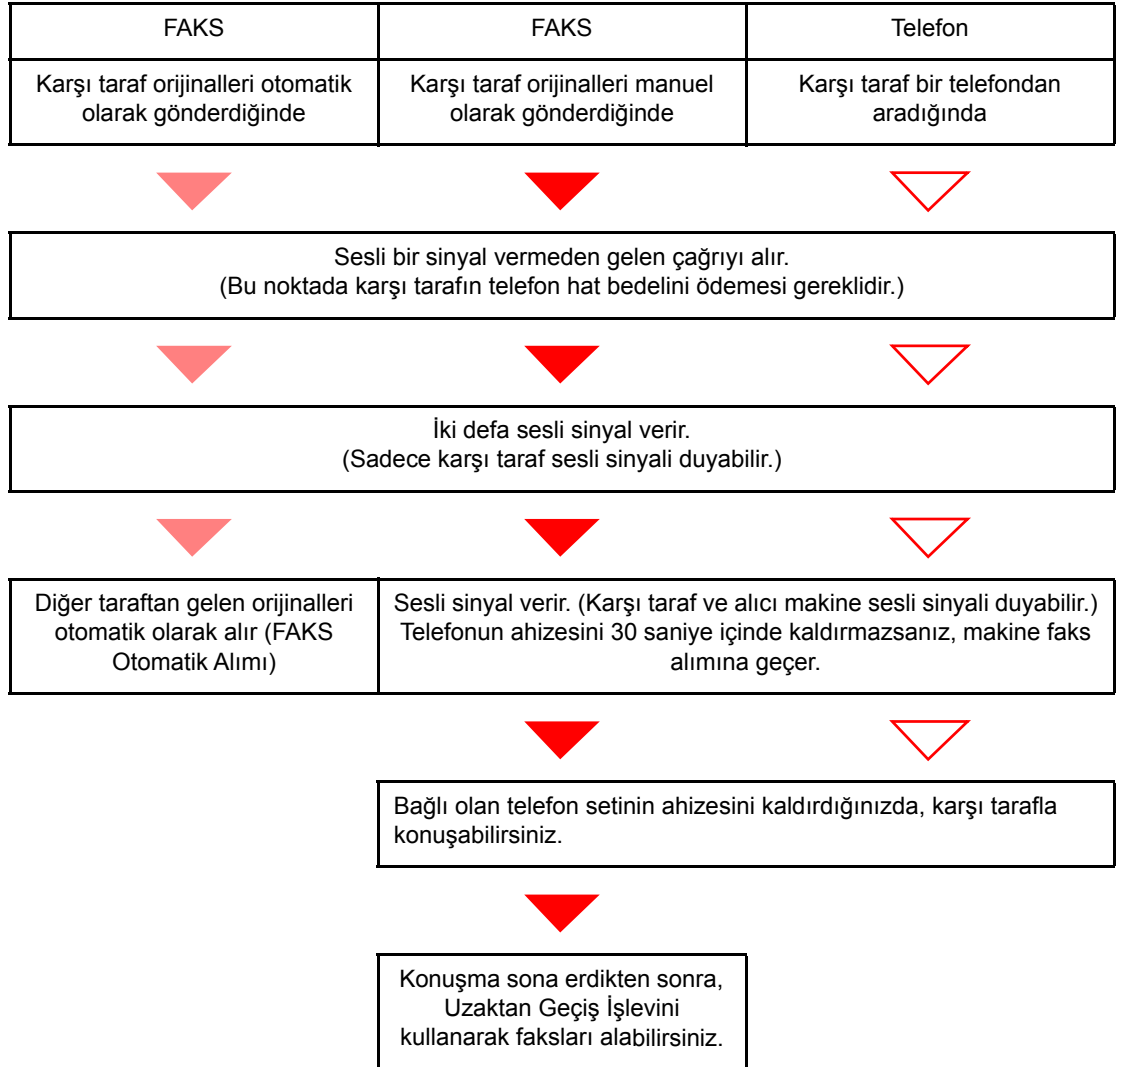 FAKS
FAKS
Telefon
Karşı taraf orijinalleri otomatik
olarak gönderdiğinde
Karşı taraf orijinalleri manuel
olarak gönderdiğinde
Karşı taraf bir telefondan
aradığında
Sesli bir sinyal vermeden gelen çağrıyı alır.
(Bu noktada karşı tarafın telefon hat bedelini ödemesi gereklidir.)
İki defa sesli sinyal verir.
(Sadece karşı taraf sesli sinyali duyabilir.)
Diğer taraftan gelen orijinalleri
otomatik olarak alır (FAKS
Otomatik Alımı)
Sesli sinyal verir. (Karşı taraf ve alıcı makine sesli sinyali duyabilir.)
Telefonun ahizesini 30 saniye içinde kaldırmazsanız, makine faks
alımına geçer.
Bağlı olan telefon setinin ahizesini kaldırdığınızda, karşı tarafla
konuşabilirsiniz.
Konuşma sona erdikten sonra,
Uzaktan Geçiş İşlevini
kullanarak faksları alabilirsiniz.